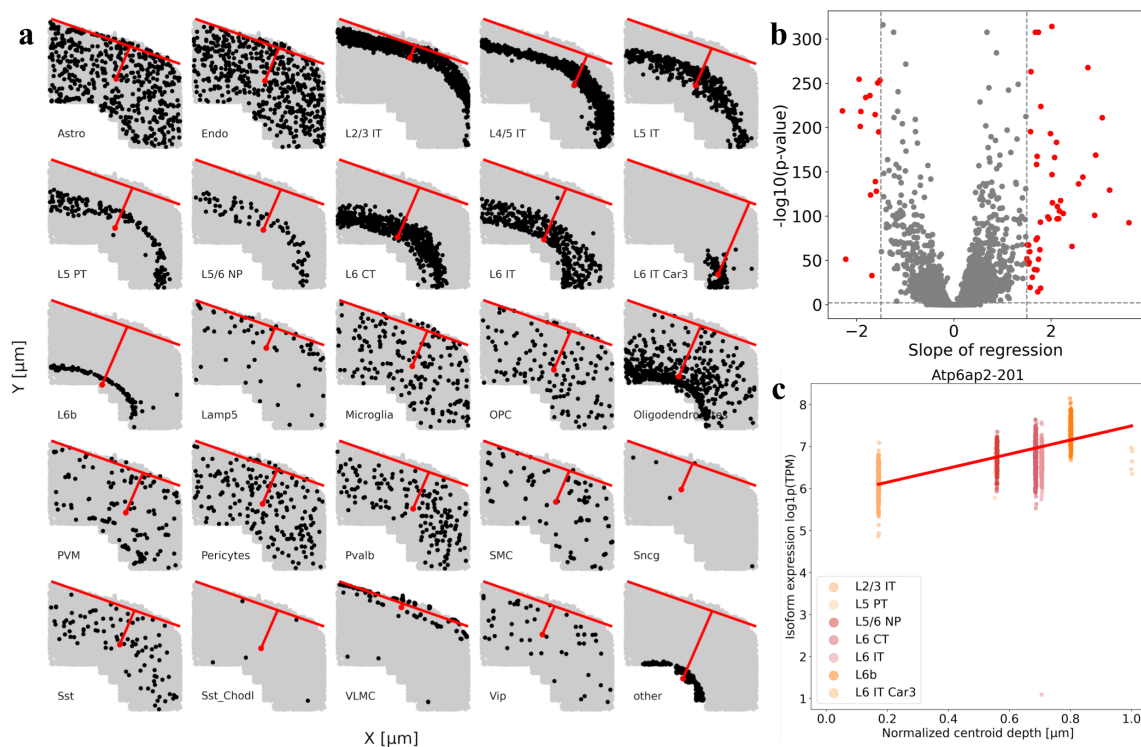 a
Astro
Endo
L2/3 IT
L4/5 IT
L5 IT
L5 PT
L5/6 NP
L6 CT
L6 IT
L6 IT Car3
L6b
Lamp5
Microglia
OPC
Oligodendrocytes
PVM
Pericytes
Pvalb
SMC
Sncg
Sst
Sst_Chodl
VLMC
Vip
other
Y [μm]
X [μm]
b
300
250
200
150
100
50
0
-log10(p-value)
−2
0
2
Slope of regression
c
Atp6ap2-201
8
7
6
5
4
3
2
1
Isoform expression log1p(TPM)
L2/3 IT
L5 PT
L5/6 NP
L6 CT
L6 IT
L6b
L6 IT Car3
0.0
0.2
0.4
0.6
0.8
1.0
Normalized centroid depth [μm]